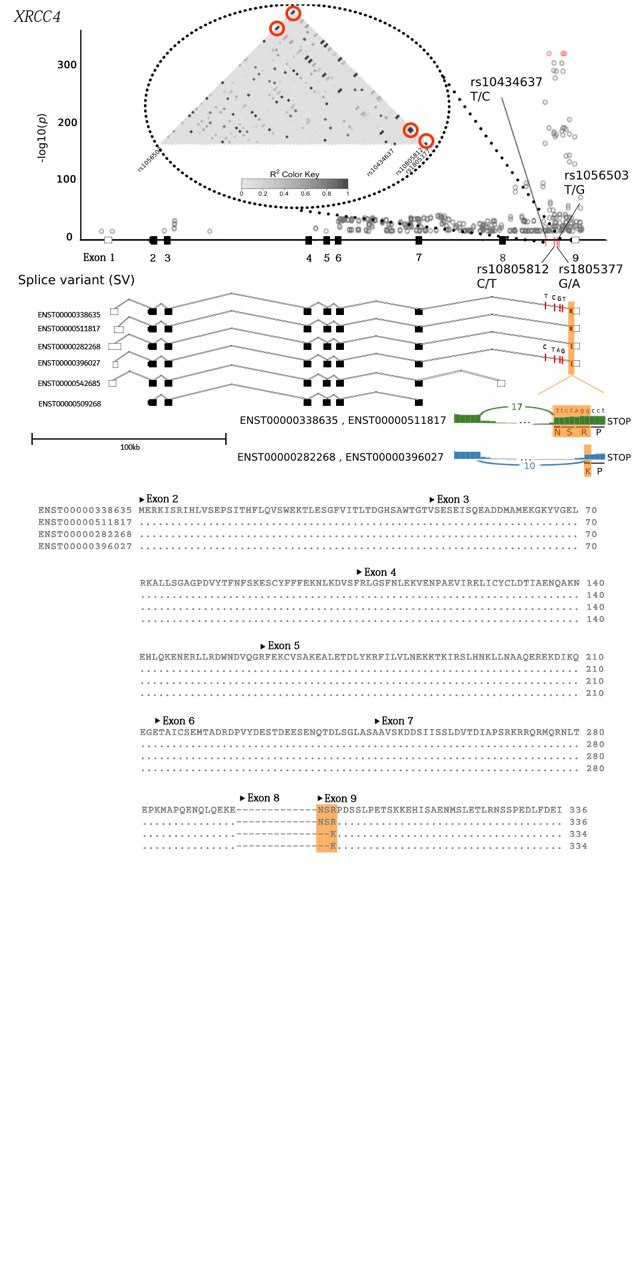 XRCC4
300
200
100
0
-log10(p)
rs1056503
rs10434637
rs10805812
rs1805377
R2 Color Key
0 0.2 0.4 0.6 0.8 1
rs10434637
T/C
rs1056503
T/G
Exon 1 2 3 4 5 6 7 8 9
rs10805812
C/T
rs1805377
G/A
Splice variant (SV)
T C G T
ENST00000338635
ENST00000511817
ENST00000282268
C T A G
ENST00000396027
ENST00000542685
ENST00000509268
100kb
ENST00000338635 , ENST00000511817
17
ttctaggcct
N S R P
STOP
ENST00000282268 , ENST00000396027
10
K P
STOP
Exon 2 Exon 3
ENST00000338635 MERKISRIHLVSEPSITHFLQVSWEKTLESGFVITLTDGHSAWTGTVSESEISQEADDMAMEKGKYVGEL 70
ENST00000511817 ...................................................................... 70
ENST00000282268 ...................................................................... 70
ENST00000396027 ...................................................................... 70
Exon 4
RKALLSGAGPDVYTFNFSKESCYFFFEKNLKDVSFRLGSFNLEKVENPAEVIRELICYCLDTIAENQAKN 140
...................................................................... 140
...................................................................... 140
...................................................................... 140
Exon 5
EHLQKENERLLRDWNDVQGRFEKCVSAKEALETDLYKRFILVLNEKKTKIRSLHNKLLNAAQEREKDIKQ 210
...................................................................... 210
...................................................................... 210
...................................................................... 210
Exon 6 Exon 7
EGETAICSEMTADRDPVYDESTDEESENQTDLSGLASAAVSKDDSIISSLDVTDIAPSRKRRQRMQRNLT 280
...................................................................... 280
...................................................................... 280
...................................................................... 280
Exon 8 Exon 9
EPKMAPQENQLQEKE-------------NSRPDSSLPETSKKEHISAENMSLETLRNSSPEDLFDEI 336
...............-------------NSR.................................... 336
...............---------------K.................................... 334
...............---------------K.................................... 334